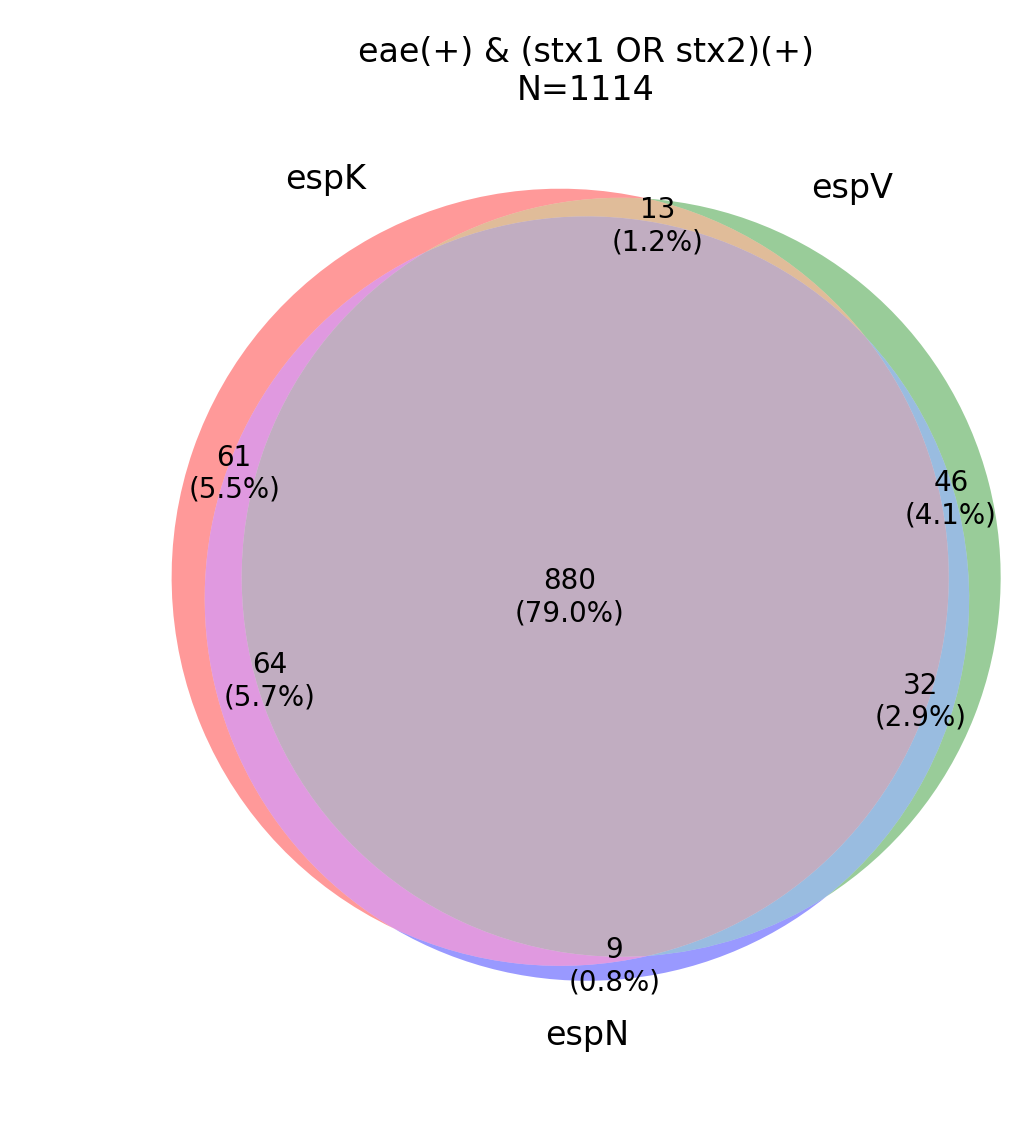 eae(+) & (stx1 OR stx2)(+)
N=1114
espK
espV
13
(1.2%)
61
(5.5%)
46
(4.1%)
880
(79.0%)
64
(5.7%)
32
(2.9%)
9
(0.8%)
espN